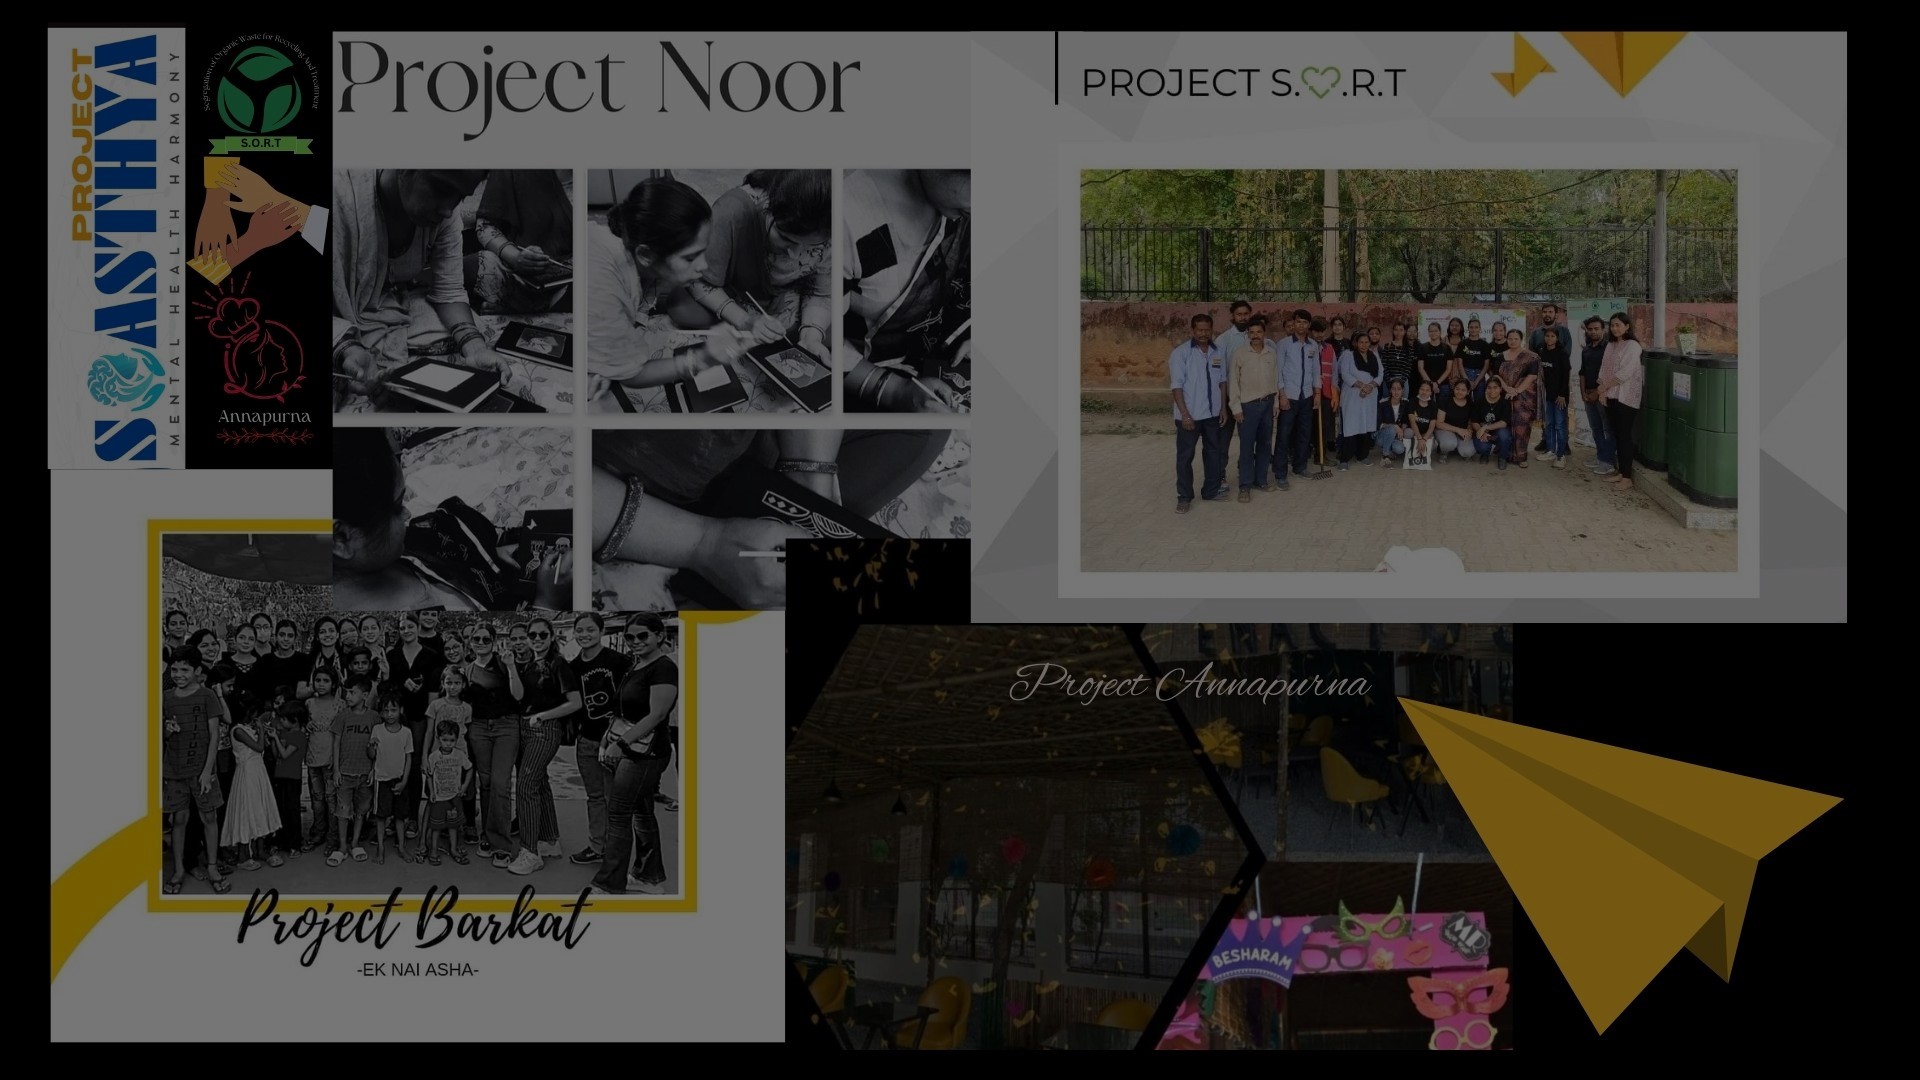 PROJECT
SWASTHYA
MENTAL HEALTH HARMONY
Segregation of Organic Waste for Recycling And Treatment
S.O.R.T
Annapurna
Project Noor
PROJECT S.O.R.T
Project Barkat
-EK NAI ASHA-
Project Annapurna
BESHARAM